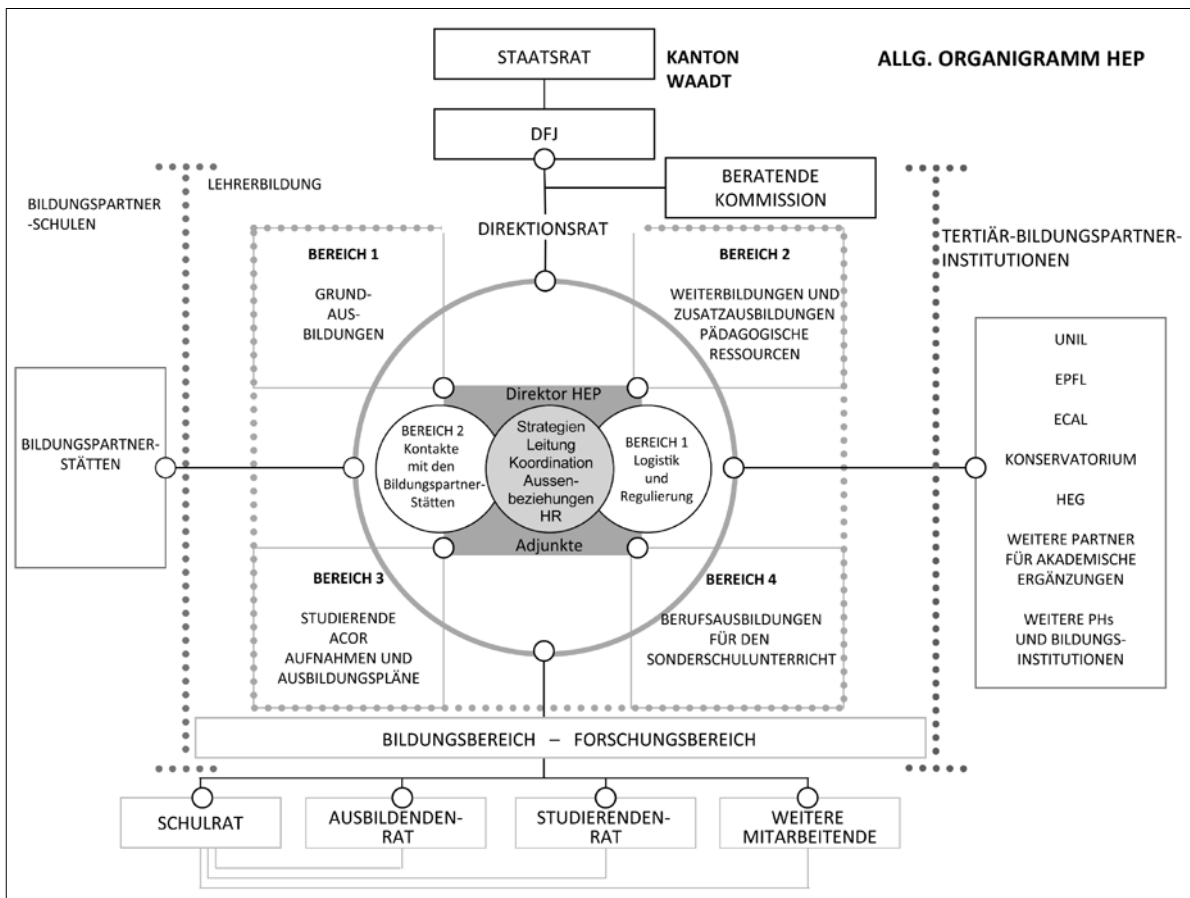 STAATSRAT
KANTON
WAADT
ALLG. ORGANIGRAMM HEP
DFJ
BERATENDE
KOMMISSION
LEHRERBILDUNG
BILDUNGSPARTNER
-SCHULEN
DIREKTIONSRAT
TERTIÄR-BILDUNGSPARTNER-
INSTITUTIONEN
BEREICH 1
GRUND-
AUS-
BILDUNGEN
BEREICH 2
WEITERBILDUNGEN UND
ZUSATZAUSBILDUNGEN
PÄDAGOGISCHE
RESSOURCEN
BILDUNGSPARTNER-
STÄTTEN
Direktor HEP
BEREICH 2
Kontakte
mit den
Bildungspartner-
Stätten
Strategien
Leitung
Koordination
Aussen-
beziehungen
HR
BEREICH 1
Logistik
und
Regulierung
Adjunkte
UNIL
EPFL
ECAL
KONSERVATORIUM
HEG
WEITERE PARTNER
FÜR AKADEMISCHE
ERGÄNZUNGEN
WEITERE PHs
UND BILDUNGS-
INSTITUTIONEN
BEREICH 3
STUDIERENDE
ACOR
AUFNAHMEN UND
AUSBILDUNGSPLÄNE
BEREICH 4
BERUFSAUSBILDUNGEN
FÜR DEN
SONDERSCHULUNTERRICHT
BILDUNGSBEREICH – FORSCHUNGSBEREICH
SCHULRAT
AUSBILDENDEN-
RAT
STUDIERENDEN-
RAT
WEITERE
MITARBEITENDE